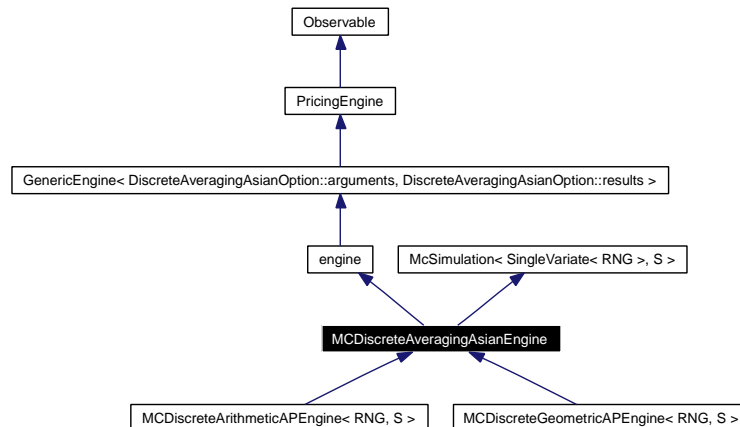 Observable
PricingEngine
GenericEngine< DiscreteAveragingAsianOption::arguments, DiscreteAveragingAsianOption::results >
engine
McSimulation< SingleVariate< RNG >, S >
MCDiscreteAveragingAsianEngine
MCDiscreteArithmeticAPEngine< RNG, S >
MCDiscreteGeometricAPEngine< RNG, S >